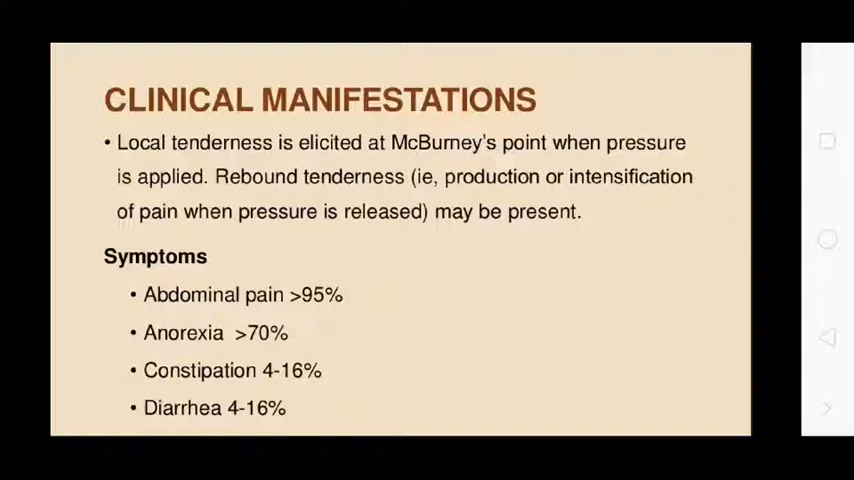 CLINICAL MANIFESTATIONS
• Local tenderness is elicited at McBurney's point when pressure
is applied. Rebound tenderness (ie, production or intensification
of pain when pressure is released) may be present.
Symptoms
• Abdominal pain >95%
• Anorexia >70%
• Constipation 4-16%
• Diarrhea 4-16%